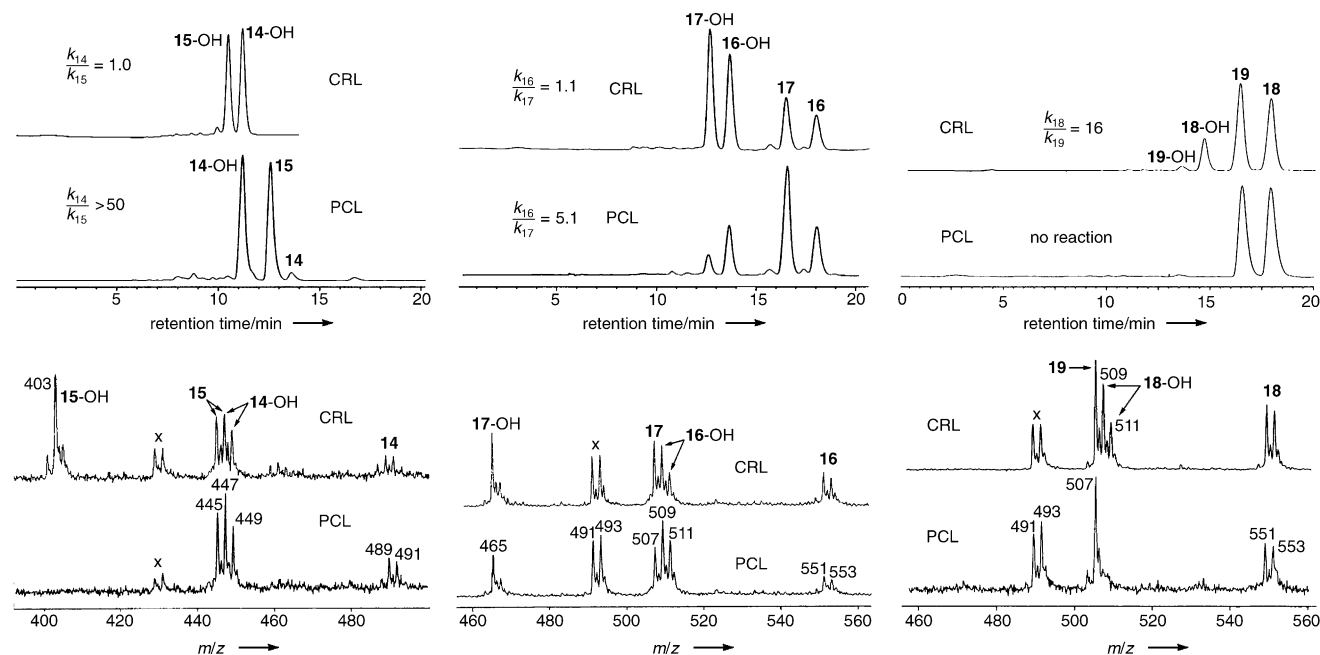 15-OH 14-OH
k14/k15 = 1.0
CRL
14-OH 15
k14/k15 >50
PCL
14
5 10 15 20
retention time/min
17-OH
16-OH
k16/k17 = 1.1 CRL
17
16
k16/k17 = 5.1 PCL
5 10 15 20
retention time/min
19 18
CRL k18/k19 = 16
18-OH
19-OH
PCL no reaction
0 5 10 15 20
retention time/min
403
15-OH
15
14-OH
CRL
x
14
447
445
449
PCL
489 491
x
400 420 440 460 480
m/z
17-OH
x
17
16-OH
CRL
16
509
491 493
507
511
PCL
465
551 553
460 480 500 520 540 560
m/z
19
509
18-OH
x
511
CRL
18
507
491 493
PCL
551
553
460 480 500 520 540 560
m/z